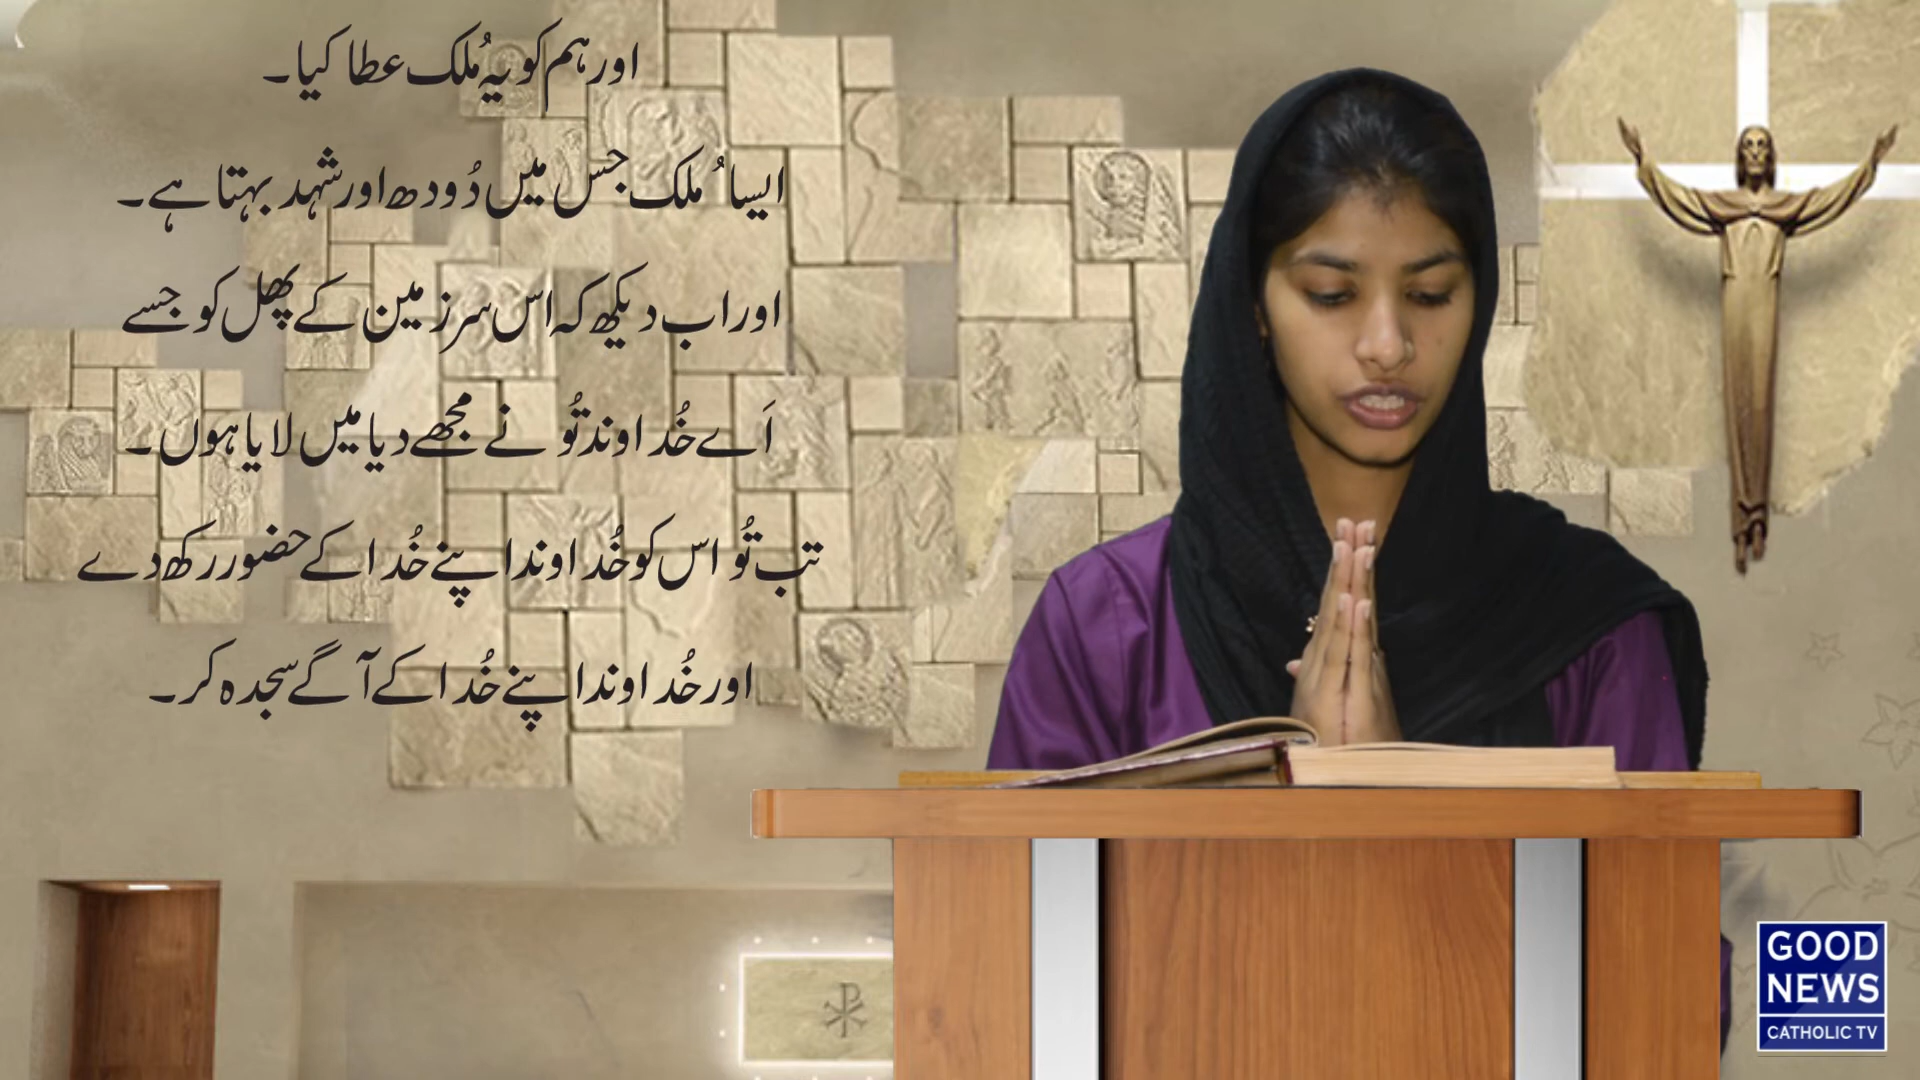 اور ہم کو یہ مُلک عطا کیا۔
ایسا ُ ملک جس میں دُودھ اور شہد بہتا ہے۔
اور اب دیکھ کہ اس سرزمین کے پھل کو جسے
اَے خُداوند تُو نے مجھے دیا میں لایا ہوں۔
تب تُو اس کو خُداوند اپنے خُدا کے حضور رکھ دے
اور خُداوند اپنے خُدا کے آگے سجدہ کر۔
GOOD
NEWS
CATHOLIC TV